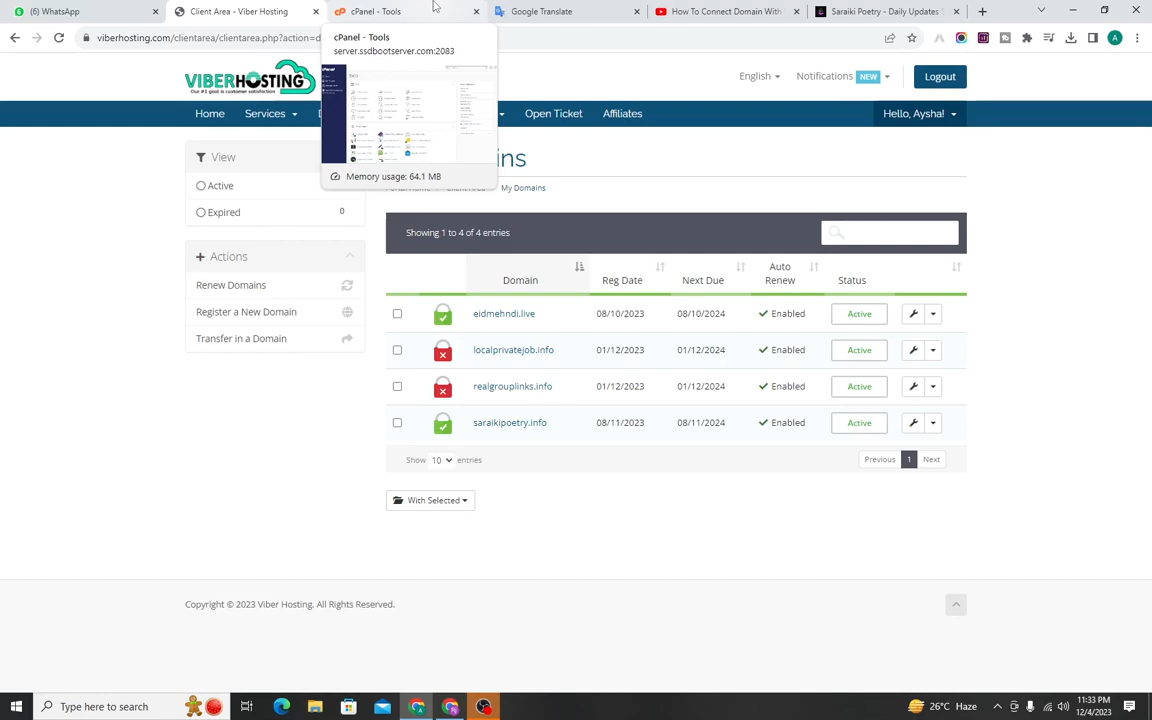 (6) WhatsApp
Client Area - Viber Hosting
cPanel - Tools
Google Translate
How To Connect Domain With
Saraiki Poetry - Daily Updates S
viberhosting.com/clientarea/clientarea.php?action=d
A
cPanel - Tools
server.ssdbootserver.com:2083
Memory usage: 64.1 MB
VIBERHOSTING
Our #1 goal is customer satisfaction
English
Notifications NEW
Logout
Home
Services
Open Ticket
Affiliates
Hello, Aysha!
View
Active
Expired 0
Actions
Renew Domains
Register a New Domain
Transfer in a Domain
My Domains
Showing 1 to 4 of 4 entries
Domain Reg Date Next Due Auto Renew Status
eidmehndi.live 08/10/2023 08/10/2024 Enabled Active
localprivatejob.info 01/12/2023 01/12/2024 Enabled Active
realgrouplinks.info 01/12/2023 01/12/2024 Enabled Active
saraikipoetry.info 08/11/2023 08/11/2024 Enabled Active
Show 10 entries
Previous 1 Next
With Selected
Copyright © 2023 Viber Hosting. All Rights Reserved.
Type here to search
26°C Haze
11:33 PM
12/4/2023